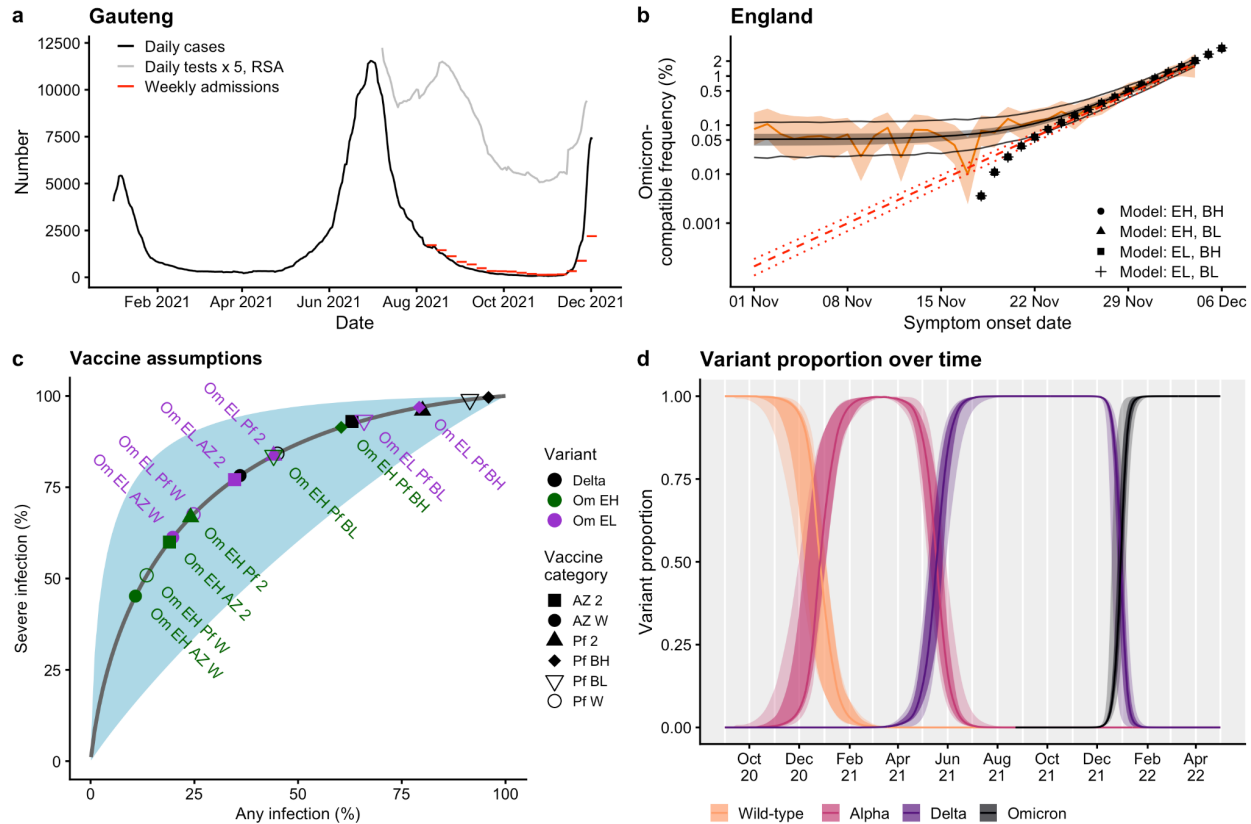 a
Gauteng
12500
10000
7500
5000
2500
0
Number
Daily cases
Daily tests x 5, RSA
Weekly admissions
Feb 2021
Apr 2021
Jun 2021
Aug 2021
Oct 2021
Dec 2021
Date
b
England
Omicron-
compatible frequency (%)
2
1
0.5
0.1
0.05
0.01
0.001
Model: EH, BH
Model: EH, BL
Model: EL, BH
Model: EL, BL
01 Nov
08 Nov
15 Nov
22 Nov
29 Nov
06 Dec
Symptom onset date
c
Vaccine assumptions
Severe infection (%)
100
75
50
25
0
Om EL Pf 2
Om EL AZ 2
Om EL Pf W
Om EL AZ W
Om EL Pf BH
Om EL Pf BL
Om EH Pf BH
Om EH Pf BL
Om EH Pf 2
Om EH AZ 2
Om EH Pf W
Om EH AZ W
0
25
50
75
100
Any infection (%)
Variant
Delta
Om EH
Om EL
Vaccine
category
AZ 2
AZ W
Pf 2
Pf BH
Pf BL
Pf W
d
Variant proportion over time
Variant proportion
1.00
0.75
0.50
0.25
0.00
Oct
20
Dec
20
Feb
21
Apr
21
Jun
21
Aug
21
Oct
21
Dec
21
Feb
22
Apr
22
Wild-type
Alpha
Delta
Omicron